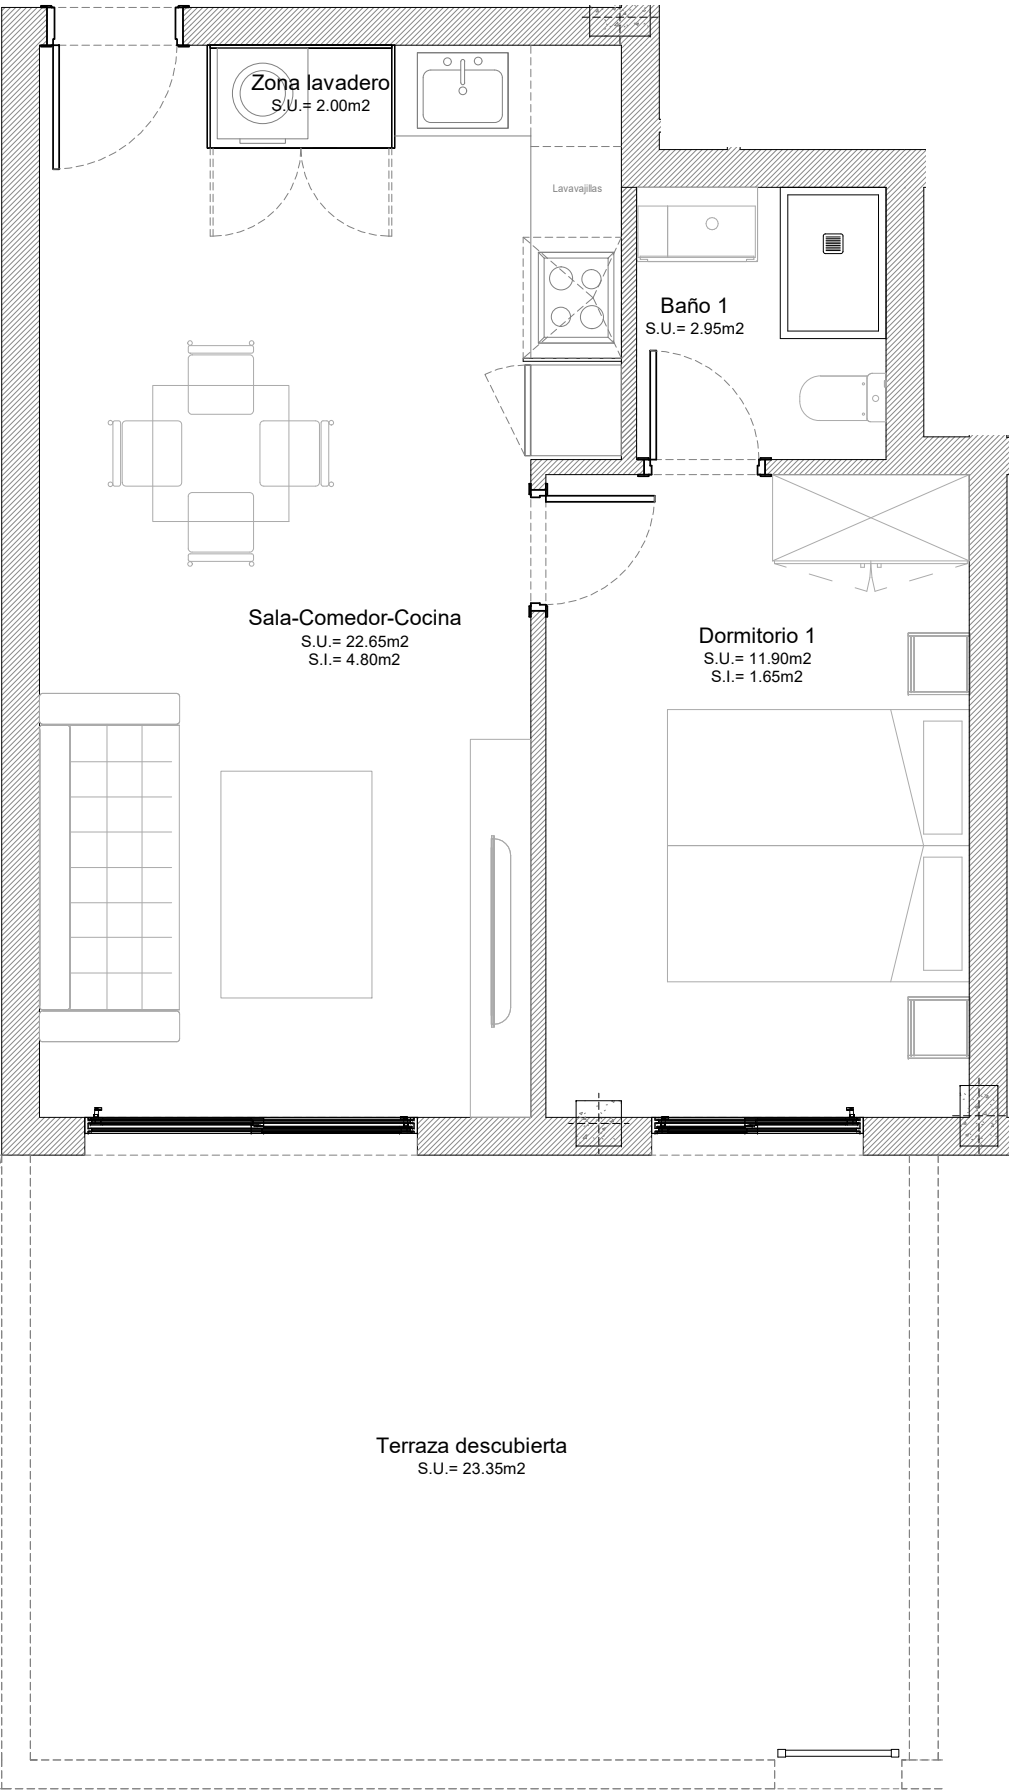 Zona lavadero
S.U.= 2.00m2
Lavavajillas
Baño 1
S.U.= 2.95m2
Sala-Comedor-Cocina
S.U.= 22.65m2
S.I.= 4.80m2
Dormitorio 1
S.U.= 11.90m2
S.I.= 1.65m2
Terraza descubierta
S.U.= 23.35m2